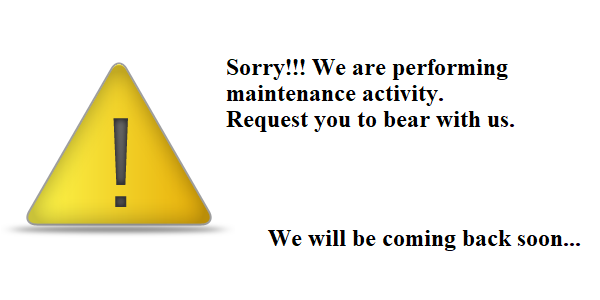 Sorry!!! We are performing
maintenance activity.
Request you to bear with us.
We will be coming back soon...